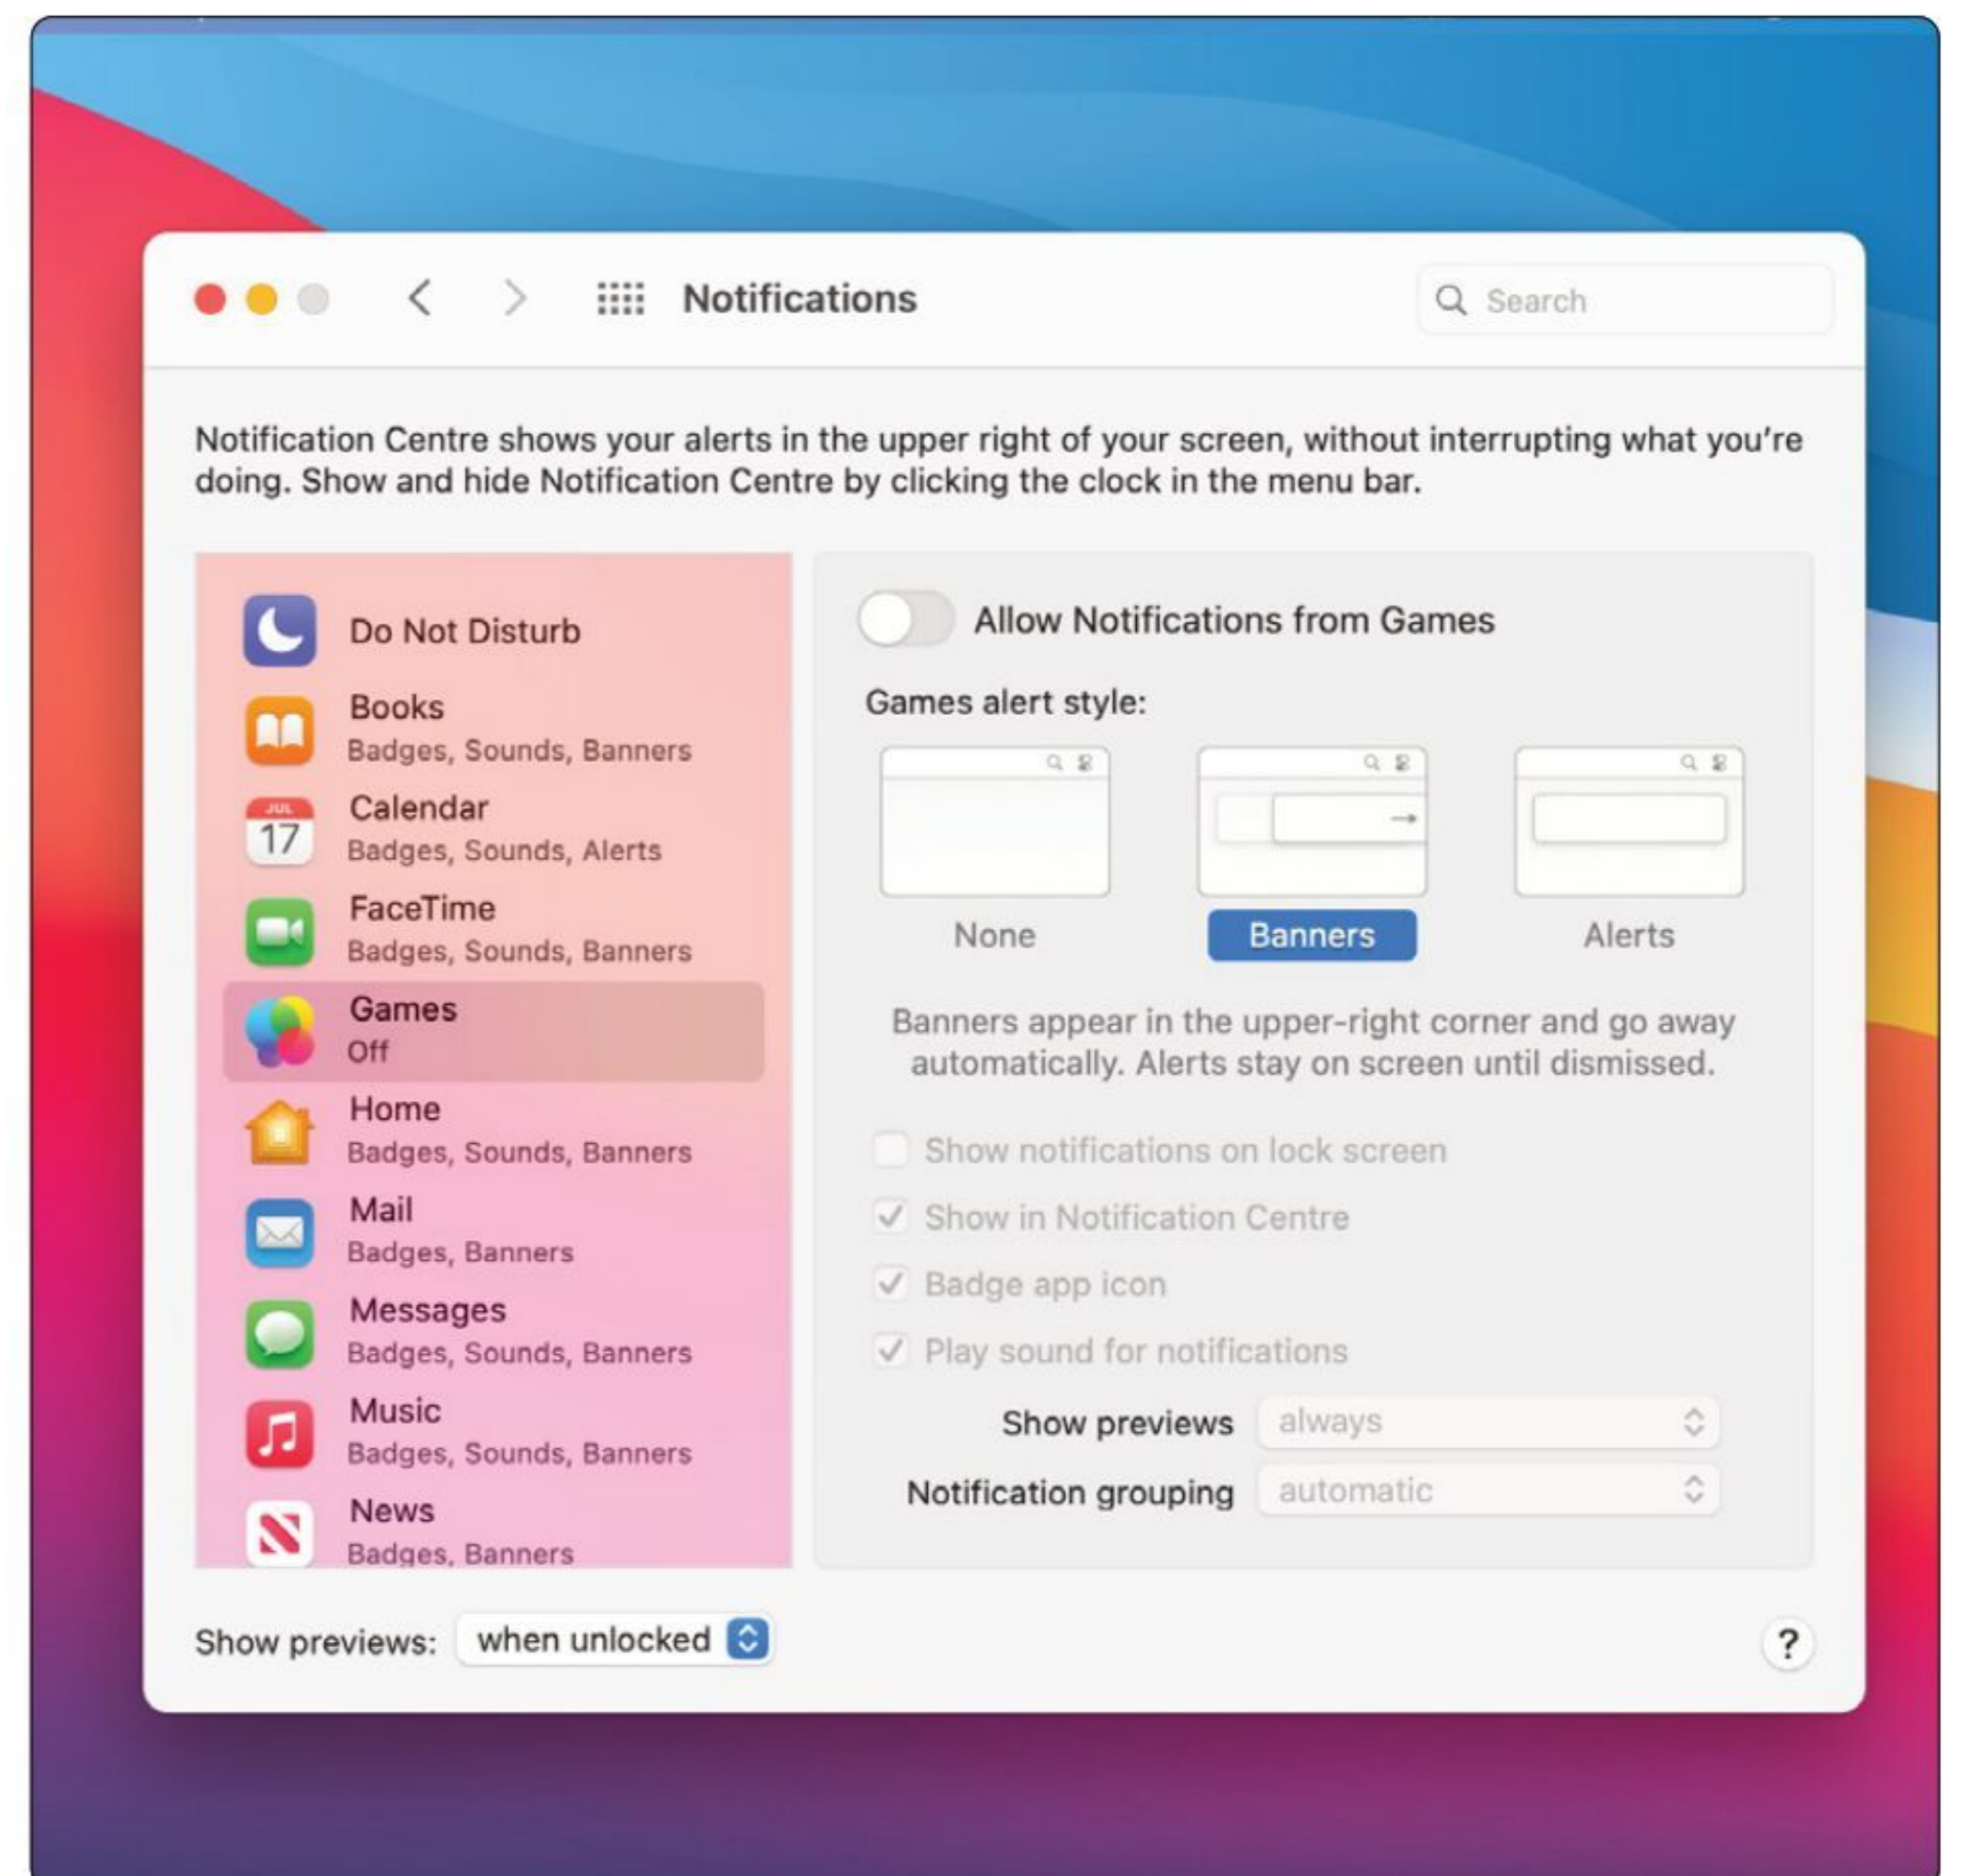 Notifications
Search
Notification Centre shows your alerts in the upper right of your screen, without interrupting what you're
doing. Show and hide Notification Centre by clicking the clock in the menu bar.
Do Not Disturb
Books
Badges, Sounds, Banners
JUL
17
Calendar
Badges, Sounds, Alerts
FaceTime
Badges, Sounds, Banners
Games
Off
Home
Badges, Sounds, Banners
Mail
Badges, Banners
Messages
Badges, Sounds, Banners
Music
Badges, Sounds, Banners
News
Badges, Banners
Allow Notifications from Games
Games alert style:
None
Banners
Alerts
Banners appear in the upper-right corner and go away
automatically. Alerts stay on screen until dismissed.
Show notifications on lock screen
Show in Notification Centre
Badge app icon
Play sound for notifications
Show previews always
Notification grouping automatic
Show previews: when unlocked
?